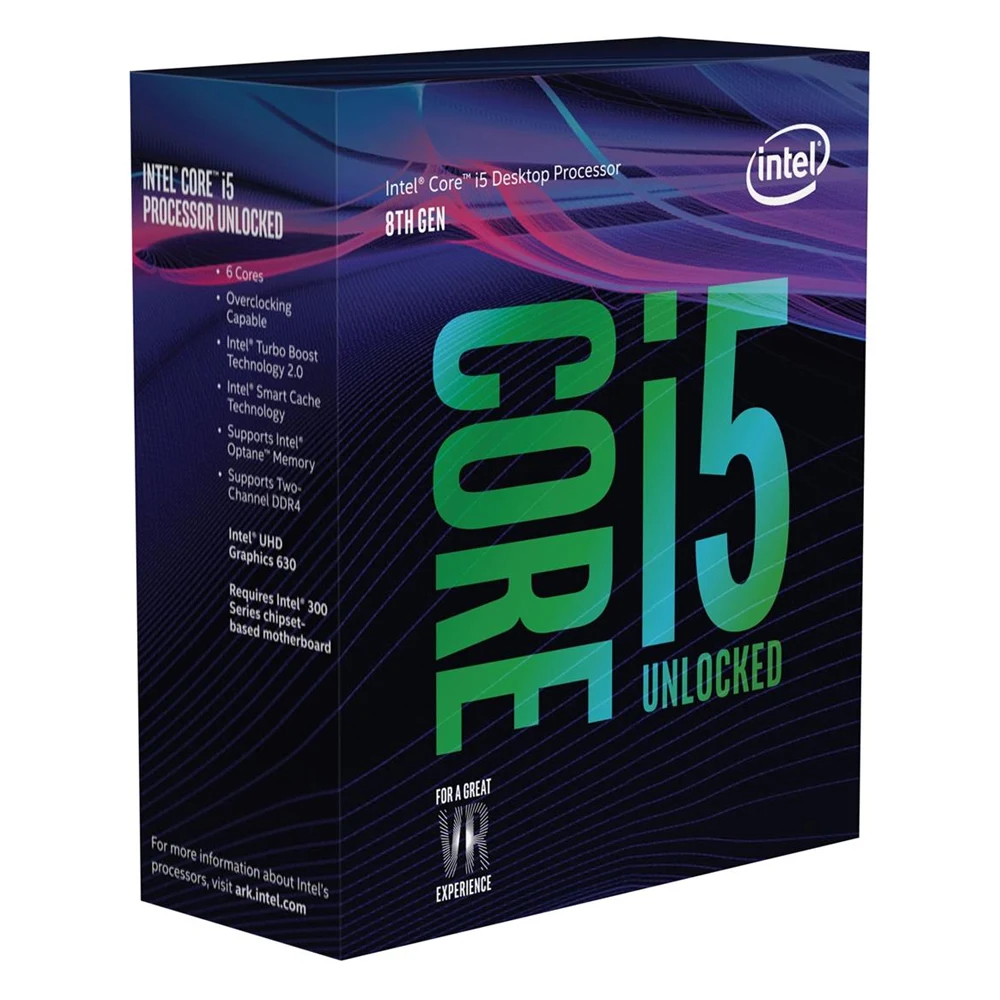 INTEL® CORE™ i5
PROCESSOR UNLOCKED
• 6 Cores
• Overclocking
Capable
• Intel® Turbo Boost
Technology 2.0
• Intel® Smart Cache
Technology
• Supports Intel®
Optane™ Memory
• Supports Two-
Channel DDR4
Intel® UHD
Graphics 630
Requires Intel® 300
Series chipset-
based motherboard
For more information about Intel's
processors, visit ark.intel.com
Intel® Core™ i5 Desktop Processor
8TH GEN
intel®
CORE
i5
UNLOCKED
FOR A GREAT
VR
EXPERIENCE